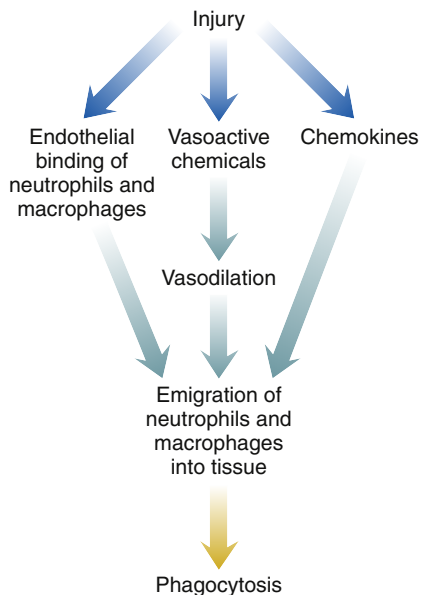 Injury
Endothelial
binding of
neutrophils and
macrophages
Vasoactive
chemicals
Chemokines
Vasodilation
Emigration of
neutrophils and
macrophages
into tissue
Phagocytosis